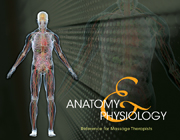 ANATOMY &
PHYSIOLOGY
Reference for Massage Therapists